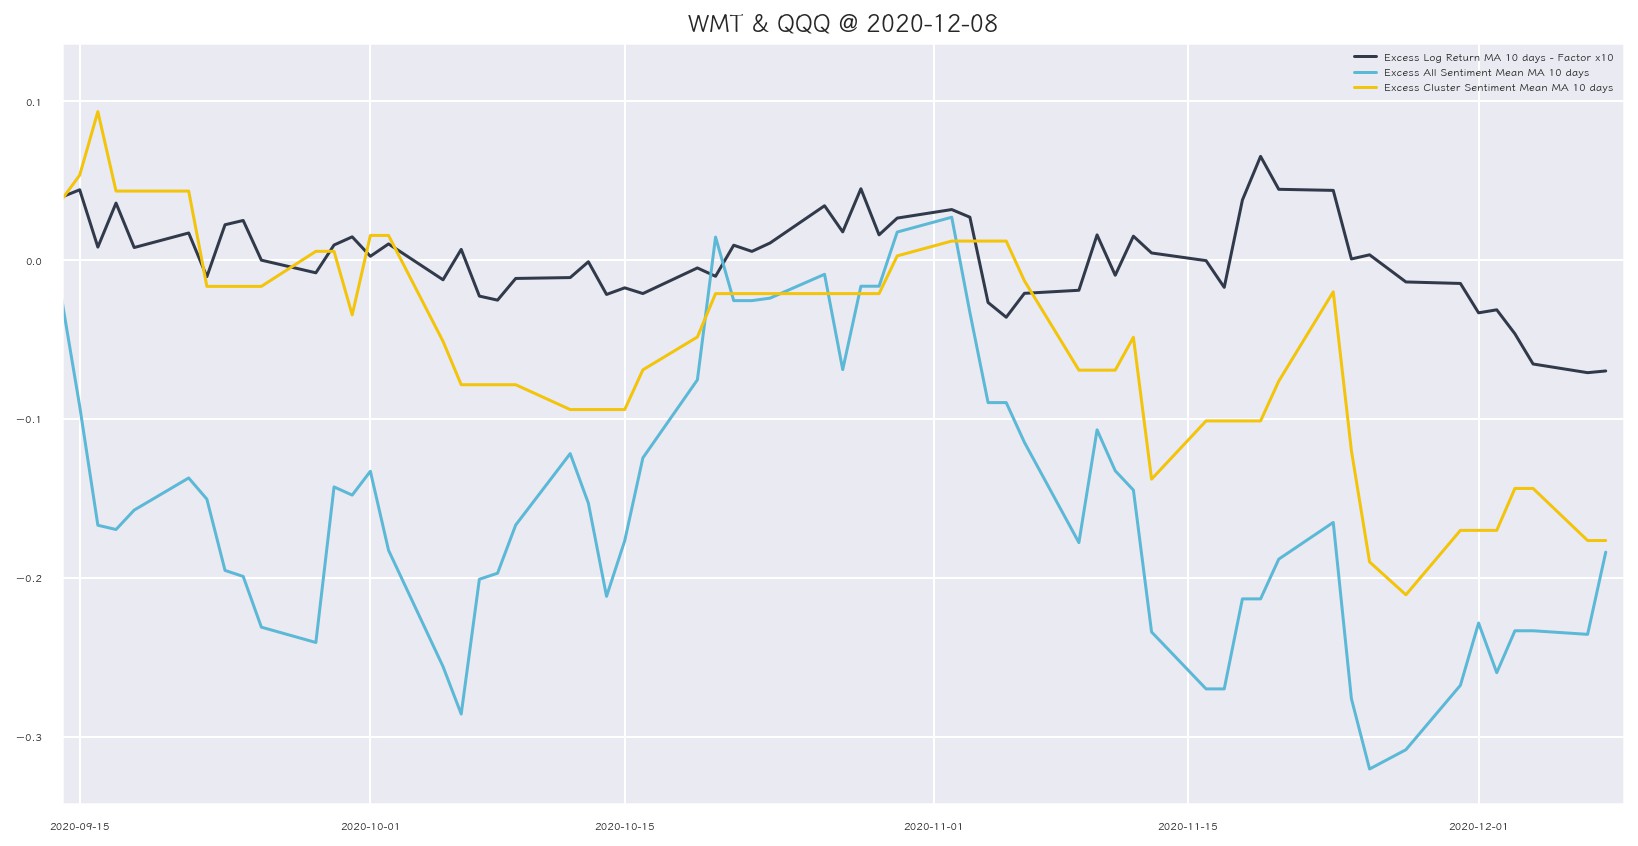 WMT & QQQ @ 2020-12-08
Excess Log Return MA 10 days - Factor x10
Excess All Sentiment Mean MA 10 days
Excess Cluster Sentiment Mean MA 10 days
0.1
0.0
−0.1
−0.2
−0.3
2020-09-15 2020-10-01 2020-10-15 2020-11-01 2020-11-15 2020-12-01